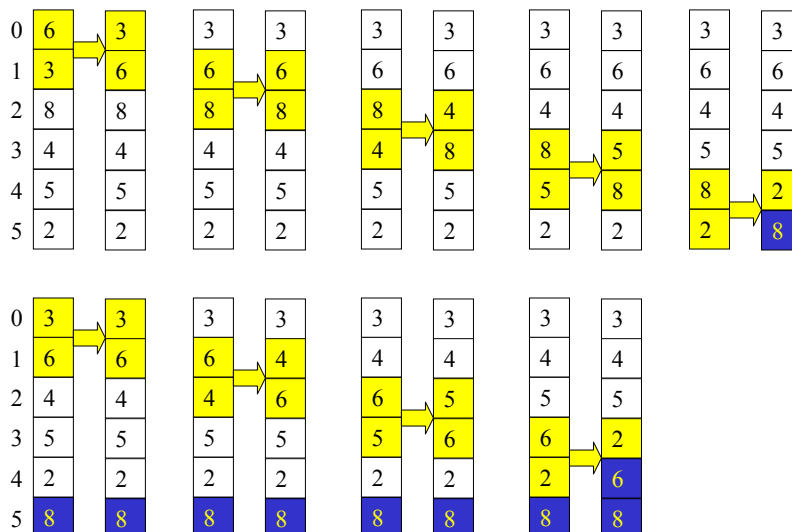 0 6 3 3 3 3 3 3 3 3 3
1 3 6 6 6 6 6 6 6 6 6
2 8 8 8 8 8 4 4 4 4 4
3 4 4 4 4 4 8 8 5 5 5
4 5 5 5 5 5 5 5 8 8 2
5 2 2 2 2 2 2 2 2 2 8
0 3 3 3 3 3 3 3 3
1 6 6 6 4 4 4 4 4
2 4 4 4 6 6 5 5 5
3 5 5 5 5 5 6 6 2
4 2 2 2 2 2 2 2 6
5 8 8 8 8 8 8 8 8